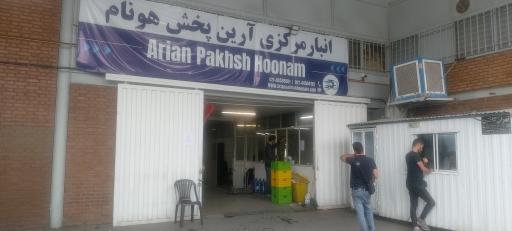 انبار مرکزی آرین پخش هونام
Arian Pakhsh Hoonam